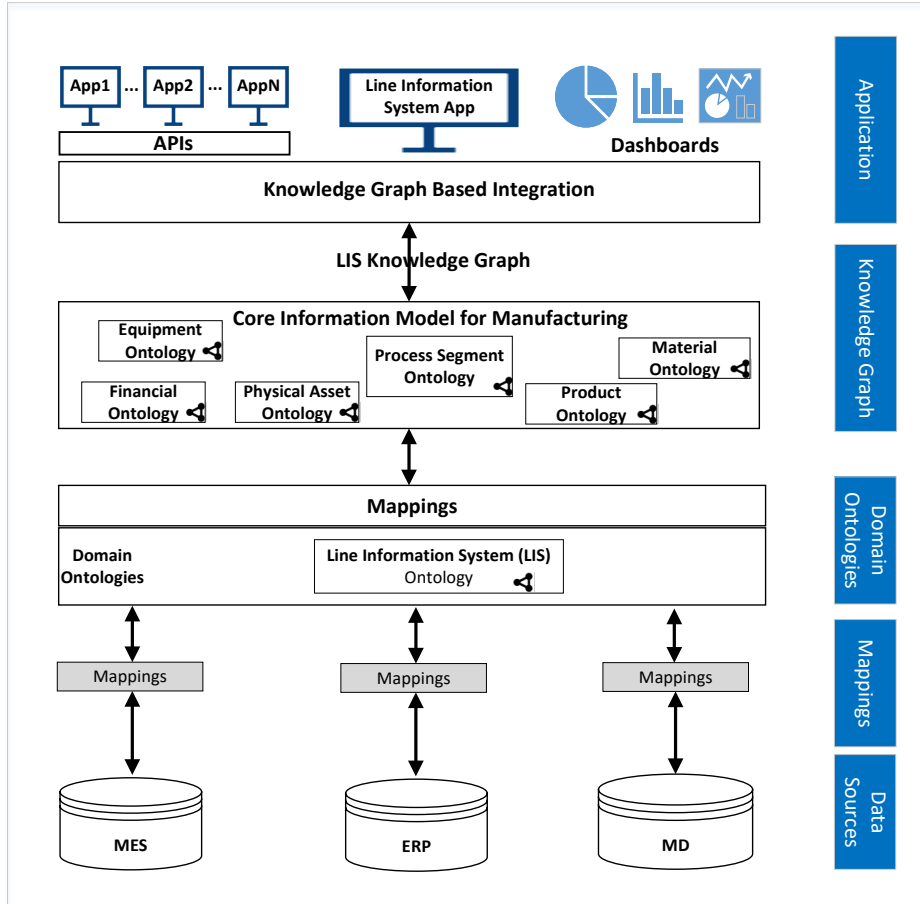 App1 ... App2 ... AppN
APIs
Line Information
System App
Dashboards
Application
Knowledge Graph Based Integration
LIS Knowledge Graph
Knowledge Graph
Core Information Model for Manufacturing
Equipment
Ontology
Financial
Ontology
Physical Asset
Ontology
Process Segment
Ontology
Product
Ontology
Material
Ontology
Mappings
Domain
Ontologies
Line Information System (LIS)
Ontology
Domain
Ontologies
Mappings
Mappings
Mappings
Mappings
MES
ERP
MD
Data
Sources